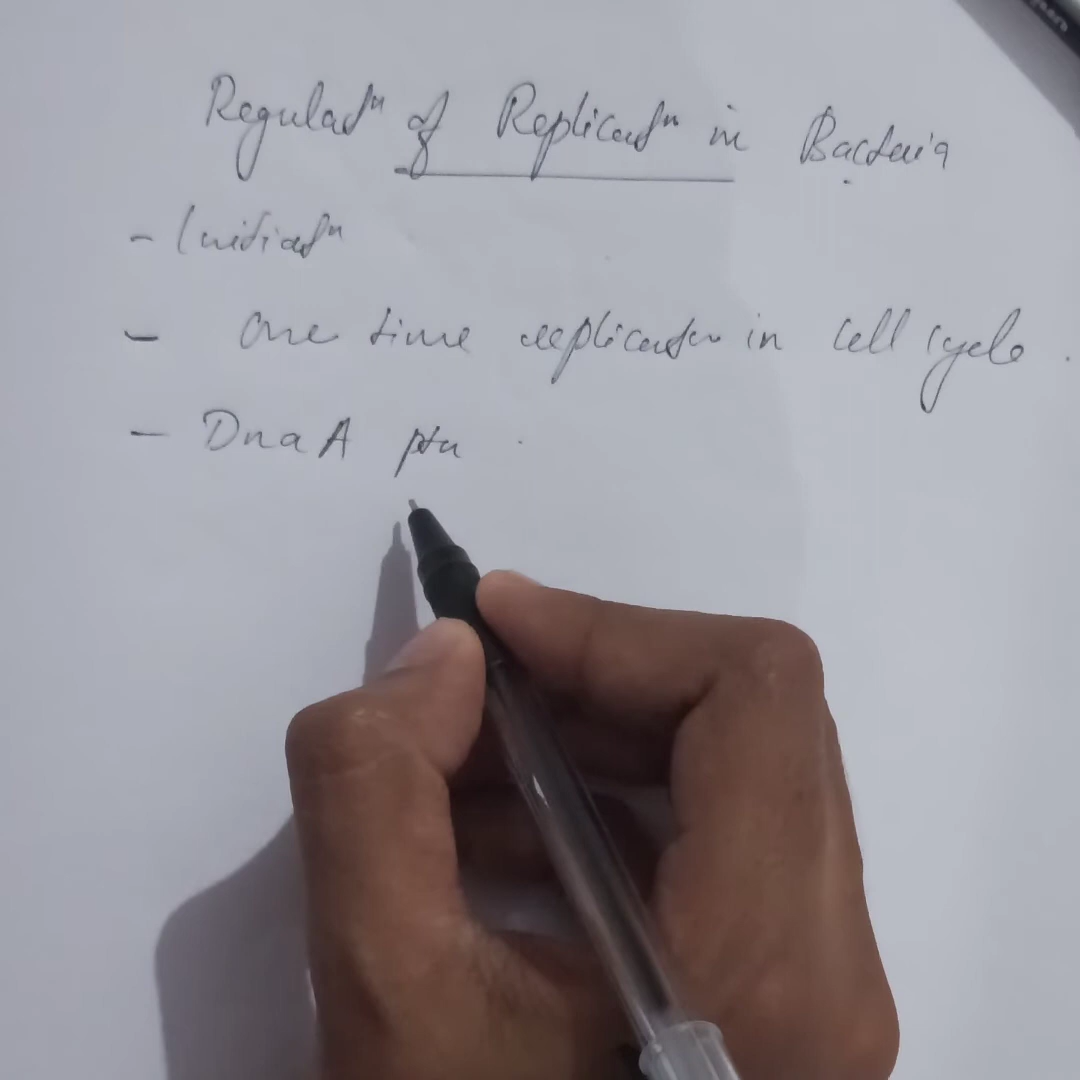 Regulatⁿ of Replicatⁿ in Bacteria
- Initiatⁿ
- One time replication in cell cycle.
- DnaA ptn